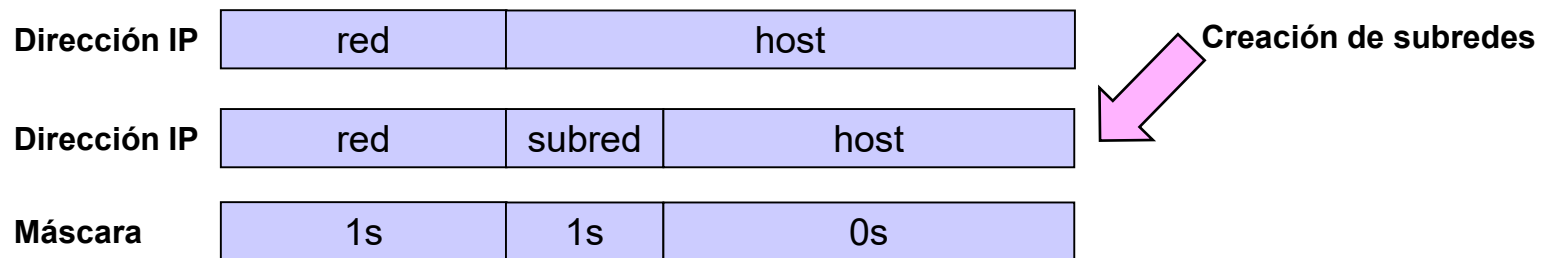 Dirección IP red host Creación de subredes
Dirección IP red subred host
Máscara 1s 1s 0s